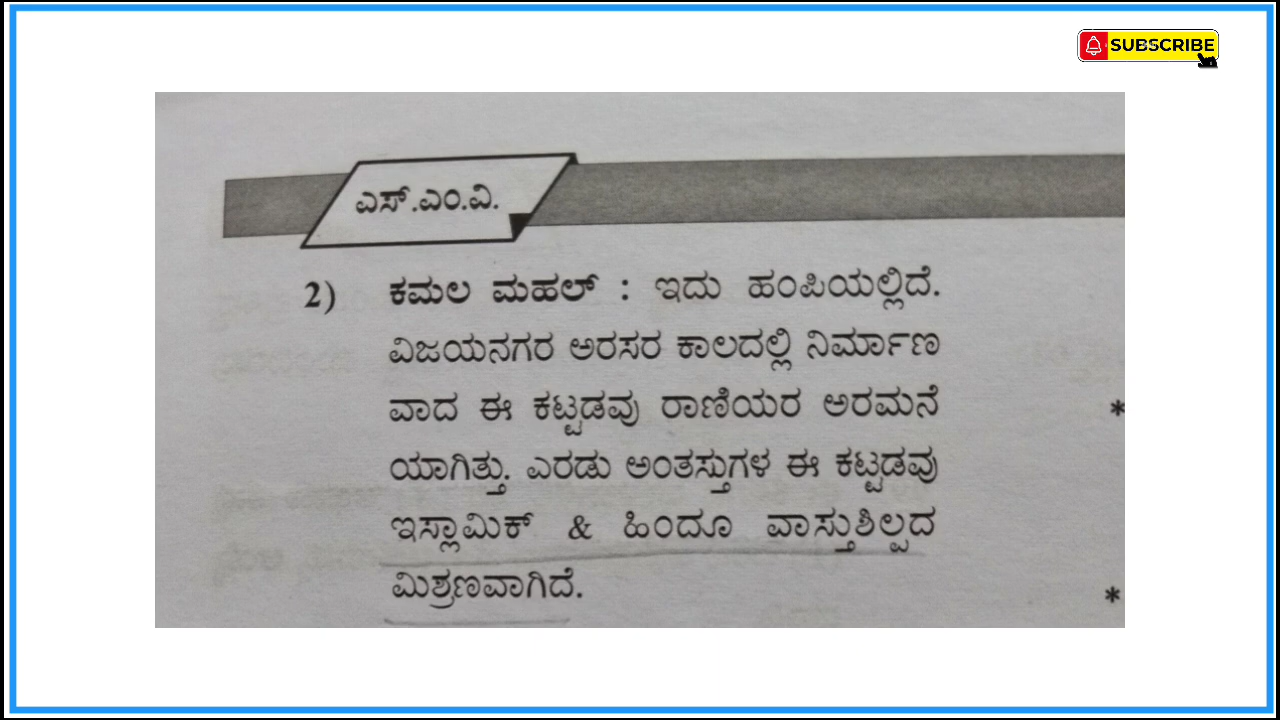 SUBSCRIBE
ಎಸ್.ಎಂ.ವಿ.
2) ಕಮಲ ಮಹಲ್ : ಇದು ಹಂಪಿಯಲ್ಲಿದೆ.
ವಿಜಯನಗರ ಅರಸರ ಕಾಲದಲ್ಲಿ ನಿರ್ಮಾಣ
ವಾದ ಈ ಕಟ್ಟಡವು ರಾಣಿಯರ ಅರಮನೆ
*
ಯಾಗಿತ್ತು. ಎರಡು ಅಂತಸ್ತುಗಳ ಈ ಕಟ್ಟಡವು
ಇಸ್ಲಾಮಿಕ್ & ಹಿಂದೂ ವಾಸ್ತುಶಿಲ್ಪದ
ಮಿಶ್ರಣವಾಗಿದೆ.
*